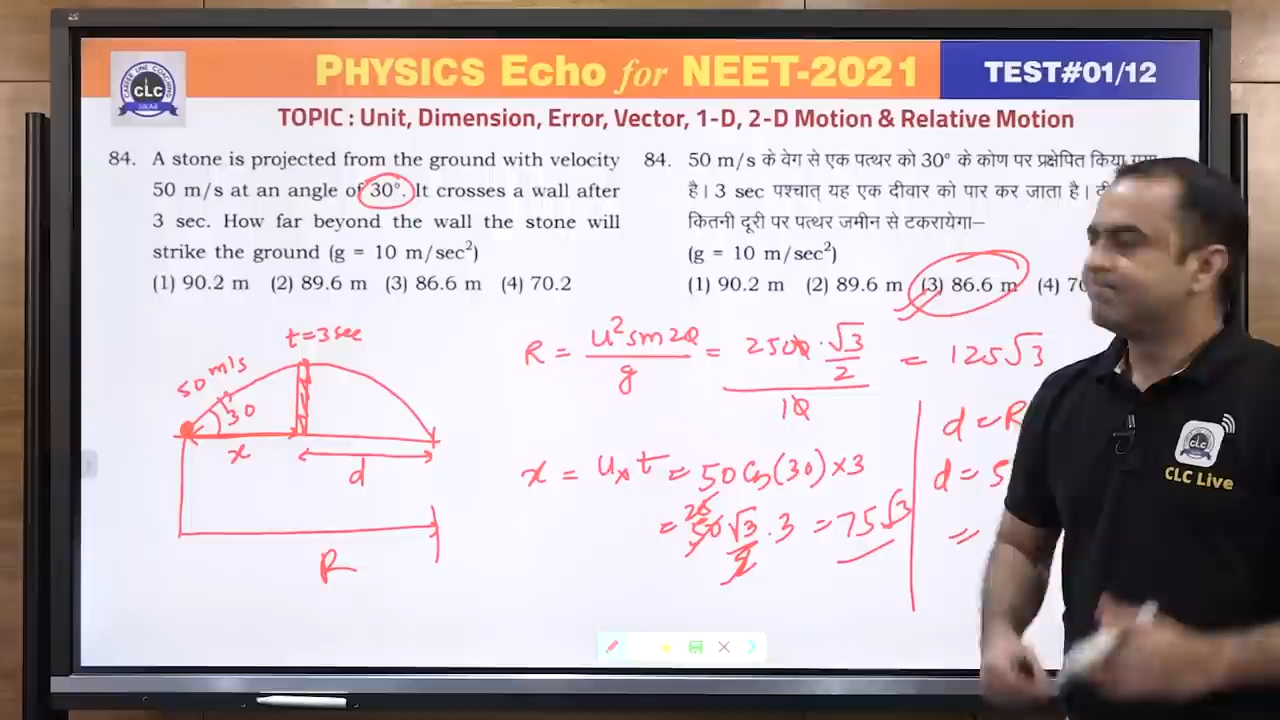 PHYSICS Echo for NEET-2021
TEST#01/12
CLC
TOPIC : Unit, Dimension, Error, Vector, 1-D, 2-D Motion & Relative Motion
84. A stone is projected from the ground with velocity
50 m/s at an angle of 30°. It crosses a wall after
3 sec. How far beyond the wall the stone will
strike the ground (g = 10 m/sec²)
(1) 90.2 m (2) 89.6 m (3) 86.6 m (4) 70.2
84. 50 m/s के वेग से एक पत्थर को 30° के कोण पर प्रक्षेपित किया
है। 3 sec पश्चात् यह एक दीवार को पार कर जाता है।
कितनी दूरी पर पत्थर जमीन से टकरायेगा–
(g = 10 m/sec²)
(1) 90.2 m (2) 89.6 m (3) 86.6 m (4)
t=3sec
50 m/s
30
x
d
R
R = u² sin 2θ / g = 2500 · √3/2 / 10 = 125√3
x = uₓ t = 50 cos(30) × 3
= 50 25 √3/2 . 3 = 75√3
d = R
d = 5
=
CLC Live